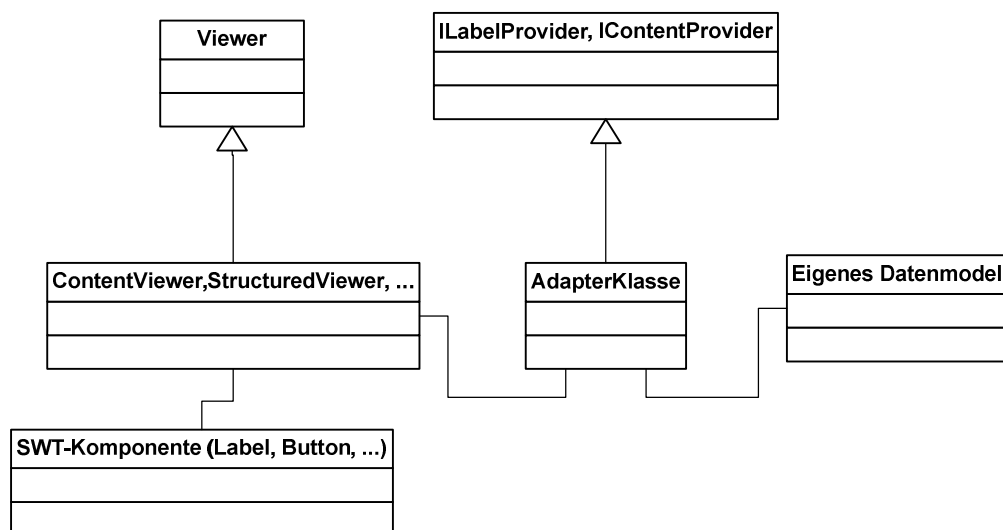 Viewer
ILabelProvider, IContentProvider
ContentViewer,StructuredViewer, ...
AdapterKlasse
Eigenes Datenmodel
SWT-Komponente (Label, Button, ...)